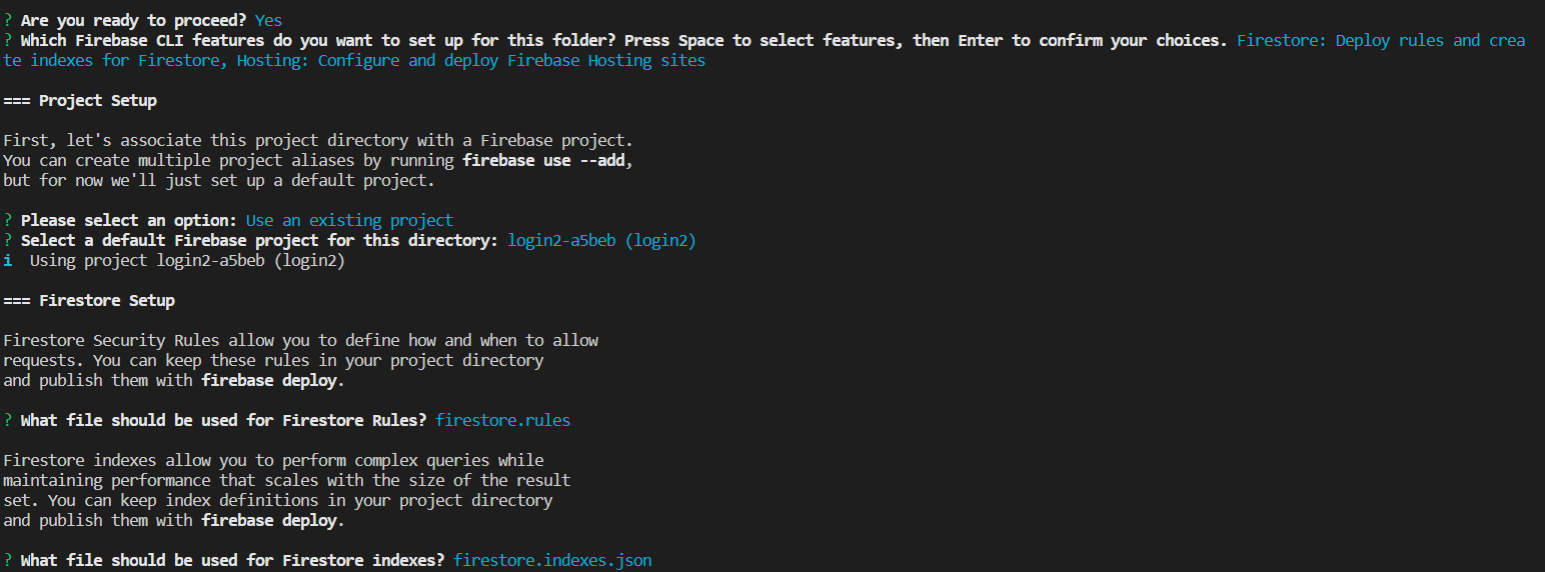 ? Are you ready to proceed? Yes
? Which Firebase CLI features do you want to set up for this folder? Press Space to select features, then Enter to confirm your choices. Firestore: Deploy rules and crea
te indexes for Firestore, Hosting: Configure and deploy Firebase Hosting sites
=== Project Setup
First, let's associate this project directory with a Firebase project.
You can create multiple project aliases by running firebase use --add,
but for now we'll just set up a default project.
? Please select an option: Use an existing project
? Select a default Firebase project for this directory: login2-a5beb (login2)
i  Using project login2-a5beb (login2)
=== Firestore Setup
Firestore Security Rules allow you to define how and when to allow
requests. You can keep these rules in your project directory
and publish them with firebase deploy.
? What file should be used for Firestore Rules? firestore.rules
Firestore indexes allow you to perform complex queries while
maintaining performance that scales with the size of the result
set. You can keep index definitions in your project directory
and publish them with firebase deploy.
? What file should be used for Firestore indexes? firestore.indexes.json